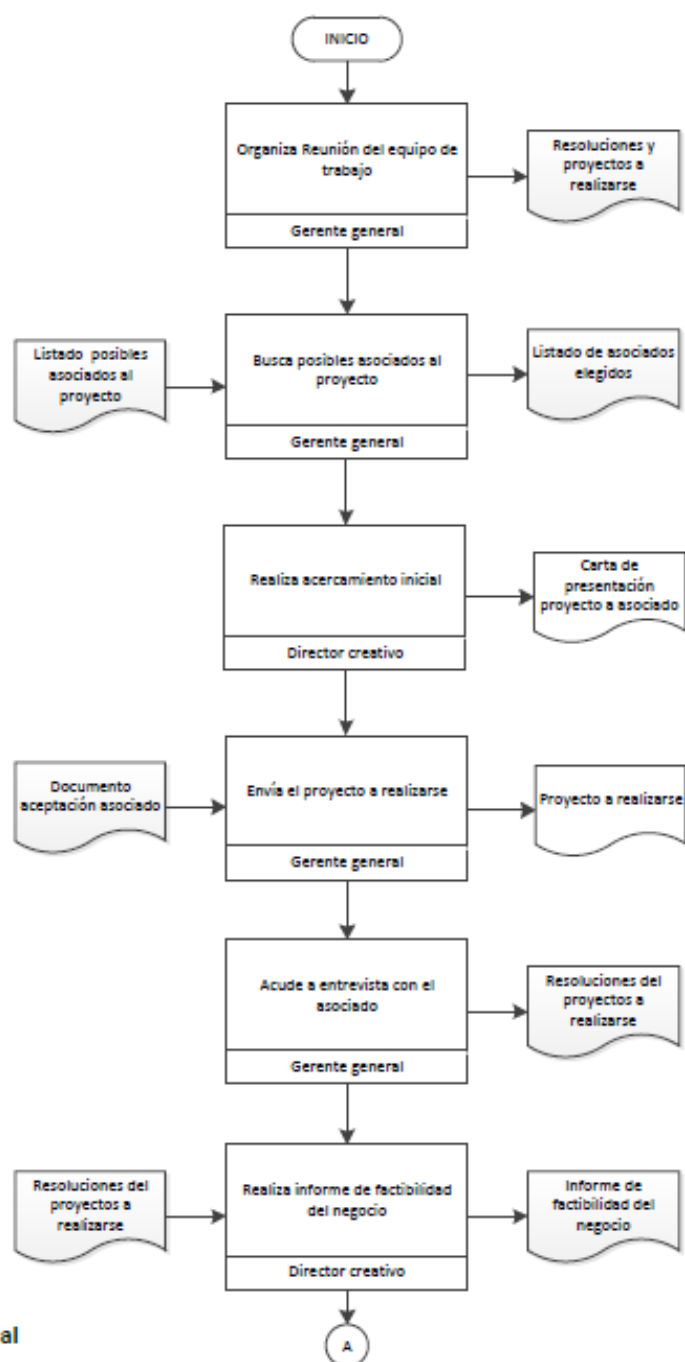 INICIO
Organiza Reunión del equipo de
trabajo
Gerente general
Resoluciones y
proyectos a
realizarse
Listado posibles
asociados al
proyecto
Busca posibles asociados al
proyecto
Gerente general
Listado de asociados
elegidos
Realiza acercamiento inicial
Director creativo
Carta de
presentación
proyecto a asociado
Documento
aceptación asociado
Envía el proyecto a realizarse
Gerente general
Proyecto a realizarse
Acude a entrevista con el
asociado
Gerente general
Resoluciones del
proyectos a
realizarse
Resoluciones del
proyectos a
realizarse
Realiza informe de factibilidad
del negocio
Director creativo
Informe de
factibilidad del
negocio
al
A